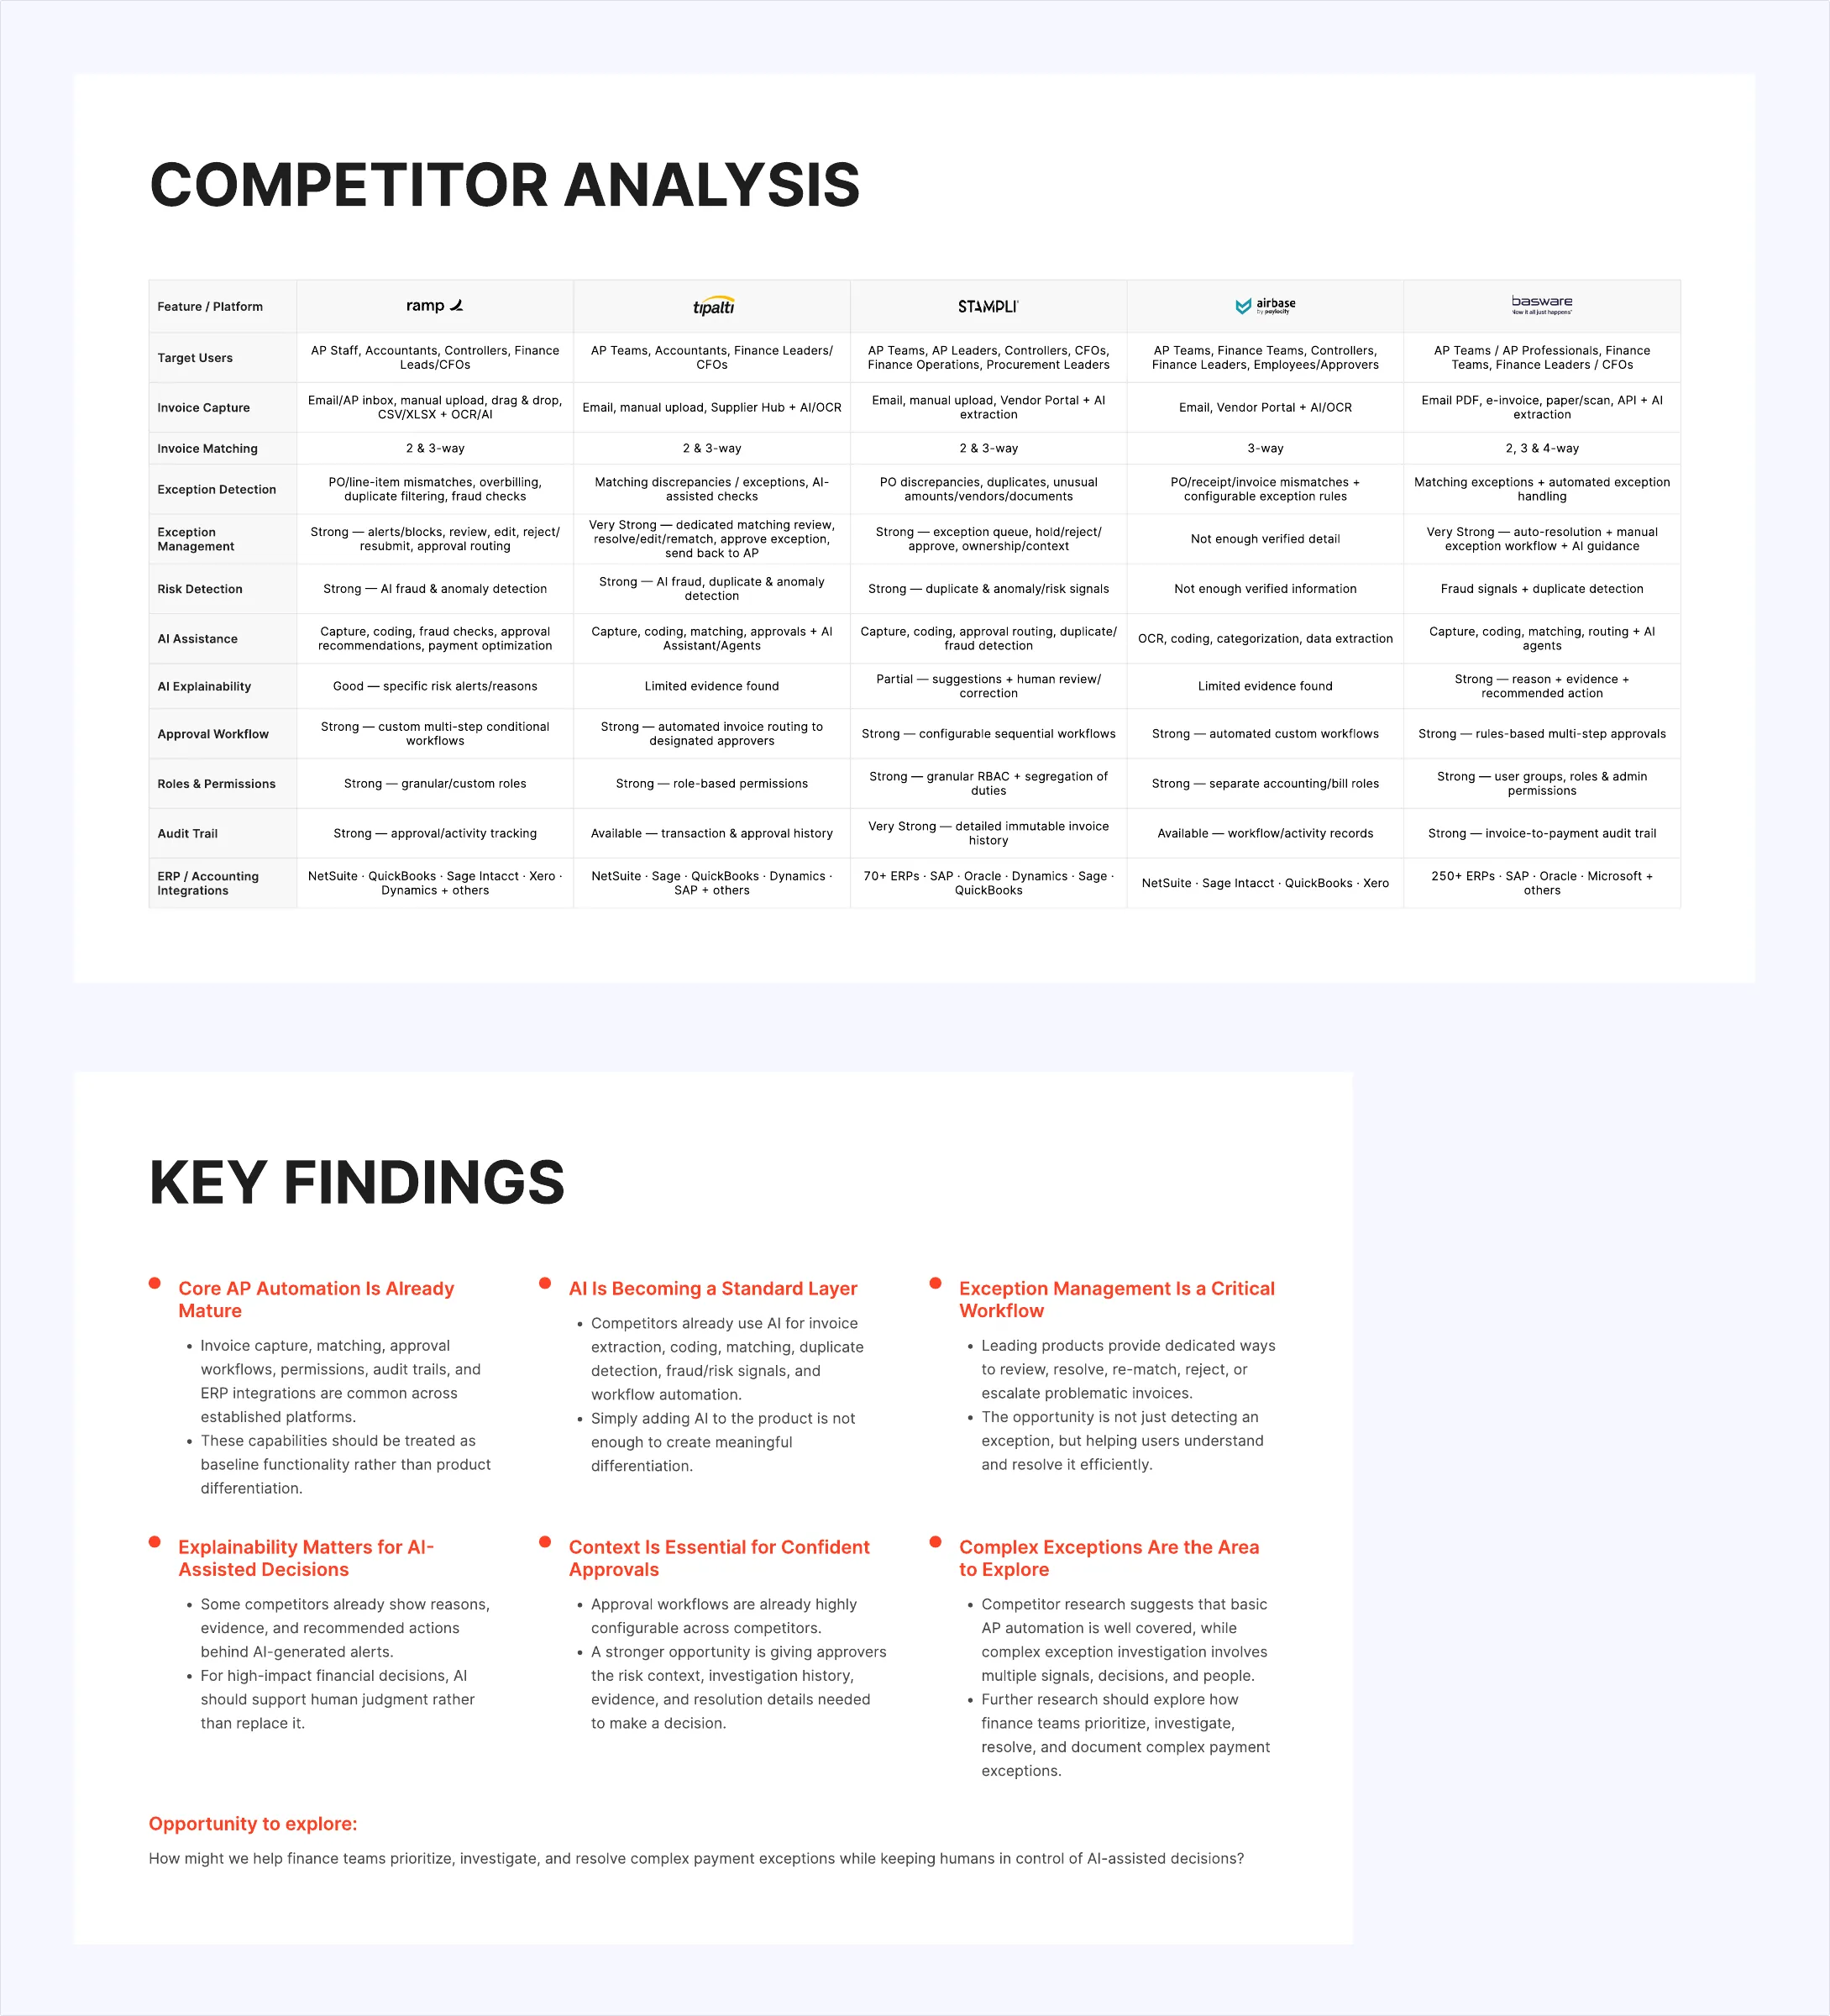 COMPETITOR ANALYSIS
Feature / Platform
ramp
tipalti
STAMPLI
airbase
by paylocity
basware
Now it all just happens
Target Users
AP Staff, Accountants, Controllers, Finance
Leads/CFOs
AP Teams, Accountants, Finance Leaders/
CFOs
AP Teams, AP Leaders, Controllers, CFOs,
Finance Operations, Procurement Leaders
AP Teams, Finance Teams, Controllers,
Finance Leaders, Employees/Approvers
AP Teams / AP Professionals, Finance
Teams, Finance Leaders / CFOs
Invoice Capture
Email/AP inbox, manual upload, drag & drop,
CSV/XLSX + OCR/AI
Email, manual upload, Supplier Hub + AI/OCR
Email, manual upload, Vendor Portal + AI
extraction
Email, Vendor Portal + AI/OCR
Email PDF, e-invoice, paper/scan, API + AI
extraction
Invoice Matching
2 & 3-way
2 & 3-way
2 & 3-way
3-way
2, 3 & 4-way
Exception Detection
PO/line-item mismatches, overbilling,
duplicate filtering, fraud checks
Matching discrepancies / exceptions, AI-
assisted checks
PO discrepancies, duplicates, unusual
amounts/vendors/documents
PO/receipt/invoice mismatches +
configurable exception rules
Matching exceptions + automated exception
handling
Exception
Management
Strong — alerts/blocks, review, edit, reject/
resubmit, approval routing
Very Strong — dedicated matching review,
resolve/edit/rematch, approve exception,
send back to AP
Strong — exception queue, hold/reject/
approve, ownership/context
Not enough verified detail
Very Strong — auto-resolution + manual
exception workflow + AI guidance
Risk Detection
Strong — AI fraud & anomaly detection
Strong — AI fraud, duplicate & anomaly
detection
Strong — duplicate & anomaly/risk signals
Not enough verified information
Fraud signals + duplicate detection
AI Assistance
Capture, coding, fraud checks, approval
recommendations, payment optimization
Capture, coding, matching, approvals + AI
Assistant/Agents
Capture, coding, approval routing, duplicate/
fraud detection
OCR, coding, categorization, data extraction
Capture, coding, matching, routing + AI
agents
AI Explainability
Good — specific risk alerts/reasons
Limited evidence found
Partial — suggestions + human review/
correction
Limited evidence found
Strong — reason + evidence +
recommended action
Approval Workflow
Strong — custom multi-step conditional
workflows
Strong — automated invoice routing to
designated approvers
Strong — configurable sequential workflows
Strong — automated custom workflows
Strong — rules-based multi-step approvals
Roles & Permissions
Strong — granular/custom roles
Strong — role-based permissions
Strong — granular RBAC + segregation of
duties
Strong — separate accounting/bill roles
Strong — user groups, roles & admin
permissions
Audit Trail
Strong — approval/activity tracking
Available — transaction & approval history
Very Strong — detailed immutable invoice
history
Available — workflow/activity records
Strong — invoice-to-payment audit trail
ERP / Accounting
Integrations
NetSuite · QuickBooks · Sage Intacct · Xero ·
Dynamics + others
NetSuite · Sage · QuickBooks · Dynamics ·
SAP + others
70+ ERPs · SAP · Oracle · Dynamics · Sage ·
QuickBooks
NetSuite · Sage Intacct · QuickBooks · Xero
250+ ERPs · SAP · Oracle · Microsoft +
others
KEY FINDINGS
Core AP Automation Is Already
Mature
• Invoice capture, matching, approval
workflows, permissions, audit trails, and
ERP integrations are common across
established platforms.
• These capabilities should be treated as
baseline functionality rather than product
differentiation.
AI Is Becoming a Standard Layer
• Competitors already use AI for invoice
extraction, coding, matching, duplicate
detection, fraud/risk signals, and
workflow automation.
• Simply adding AI to the product is not
enough to create meaningful
differentiation.
Exception Management Is a Critical
Workflow
• Leading products provide dedicated ways
to review, resolve, re-match, reject, or
escalate problematic invoices.
• The opportunity is not just detecting an
exception, but helping users understand
and resolve it efficiently.
Explainability Matters for AI-
Assisted Decisions
• Some competitors already show reasons,
evidence, and recommended actions
behind AI-generated alerts.
• For high-impact financial decisions, AI
should support human judgment rather
than replace it.
Context Is Essential for Confident
Approvals
• Approval workflows are already highly
configurable across competitors.
• A stronger opportunity is giving approvers
the risk context, investigation history,
evidence, and resolution details needed
to make a decision.
Complex Exceptions Are the Area
to Explore
• Competitor research suggests that basic
AP automation is well covered, while
complex exception investigation involves
multiple signals, decisions, and people.
• Further research should explore how
finance teams prioritize, investigate,
resolve, and document complex payment
exceptions.
Opportunity to explore:
How might we help finance teams prioritize, investigate, and resolve complex payment exceptions while keeping humans in control of AI-assisted decisions?